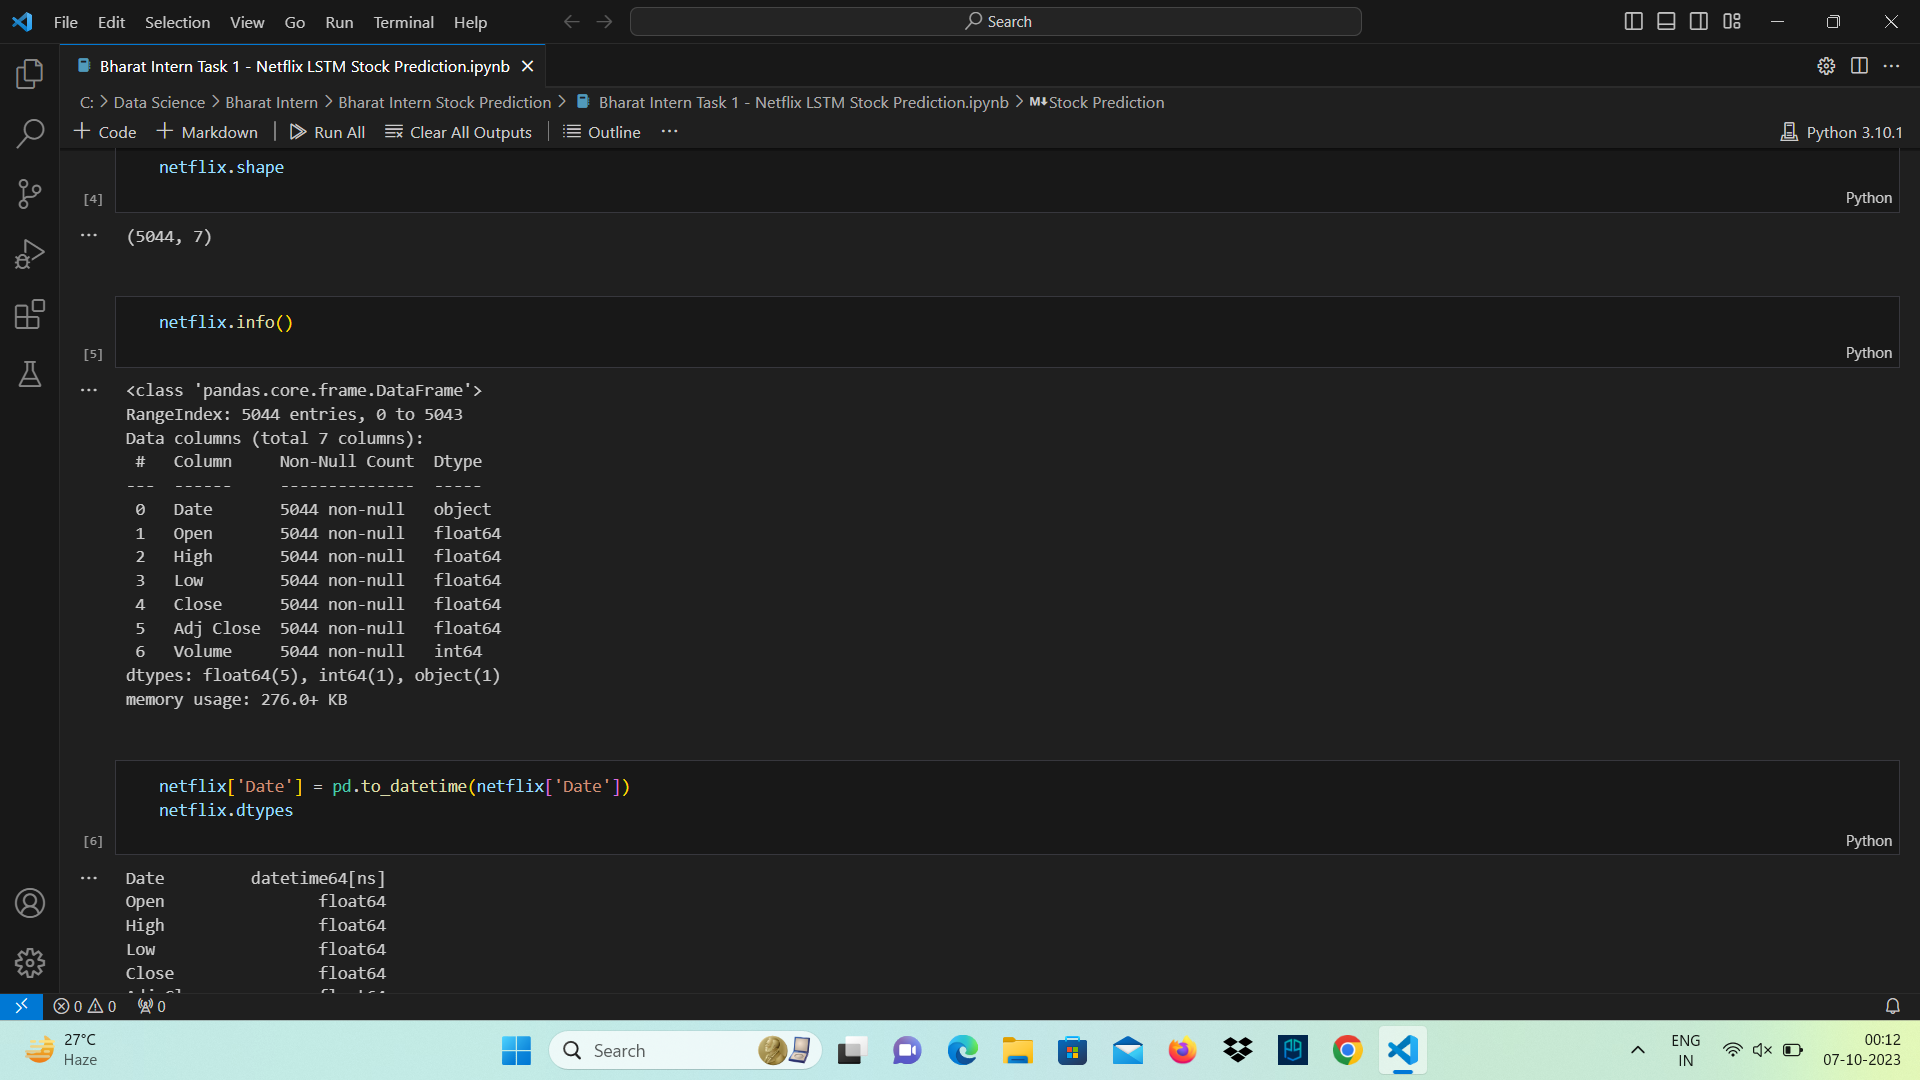 File Edit Selection View Go Run Terminal Help Search
Bharat Intern Task 1 - Netflix LSTM Stock Prediction.ipynb
C: > Data Science > Bharat Intern > Bharat Intern Stock Prediction > Bharat Intern Task 1 - Netflix LSTM Stock Prediction.ipynb > M↓Stock Prediction
+ Code + Markdown | Run All Clear All Outputs | Outline ... Python 3.10.1
netflix.shape
[4] Python
... (5044, 7)
netflix.info()
[5] Python
... <class 'pandas.core.frame.DataFrame'>
RangeIndex: 5044 entries, 0 to 5043
Data columns (total 7 columns):
 #   Column     Non-Null Count  Dtype
---  ------     --------------  -----
 0   Date       5044 non-null   object
 1   Open       5044 non-null   float64
 2   High       5044 non-null   float64
 3   Low        5044 non-null   float64
 4   Close      5044 non-null   float64
 5   Adj Close  5044 non-null   float64
 6   Volume     5044 non-null   int64
dtypes: float64(5), int64(1), object(1)
memory usage: 276.0+ KB
netflix['Date'] = pd.to_datetime(netflix['Date'])
netflix.dtypes
[6] Python
... Date         datetime64[ns]
Open                float64
High                float64
Low                 float64
Close               float64
0 0 0
27°C
Haze
Search
ENG
IN
00:12
07-10-2023